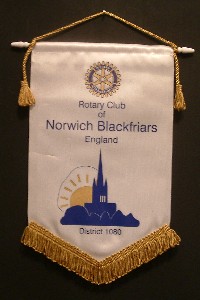 Rotary Club
of
Norwich Blackfriars
England
District 1080